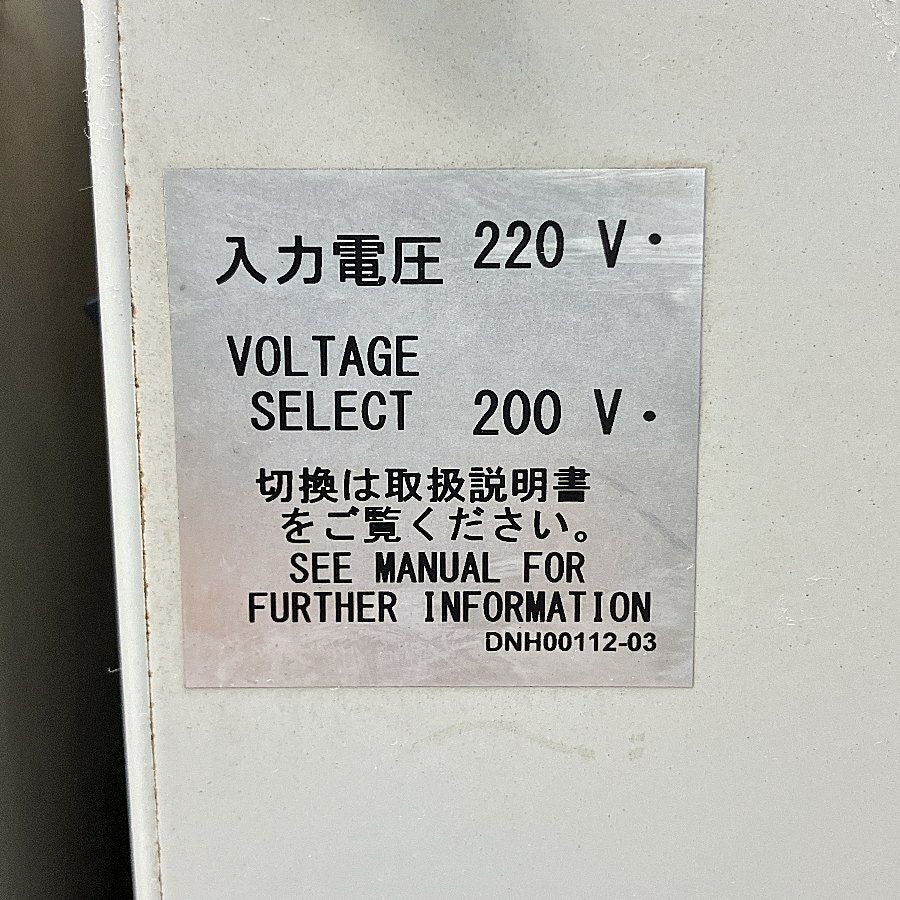 入力電圧 220 V・
VOLTAGE
SELECT 200 V・
切換は取扱説明書
をご覧ください。
SEE MANUAL FOR
FURTHER INFORMATION
DNH00112-03